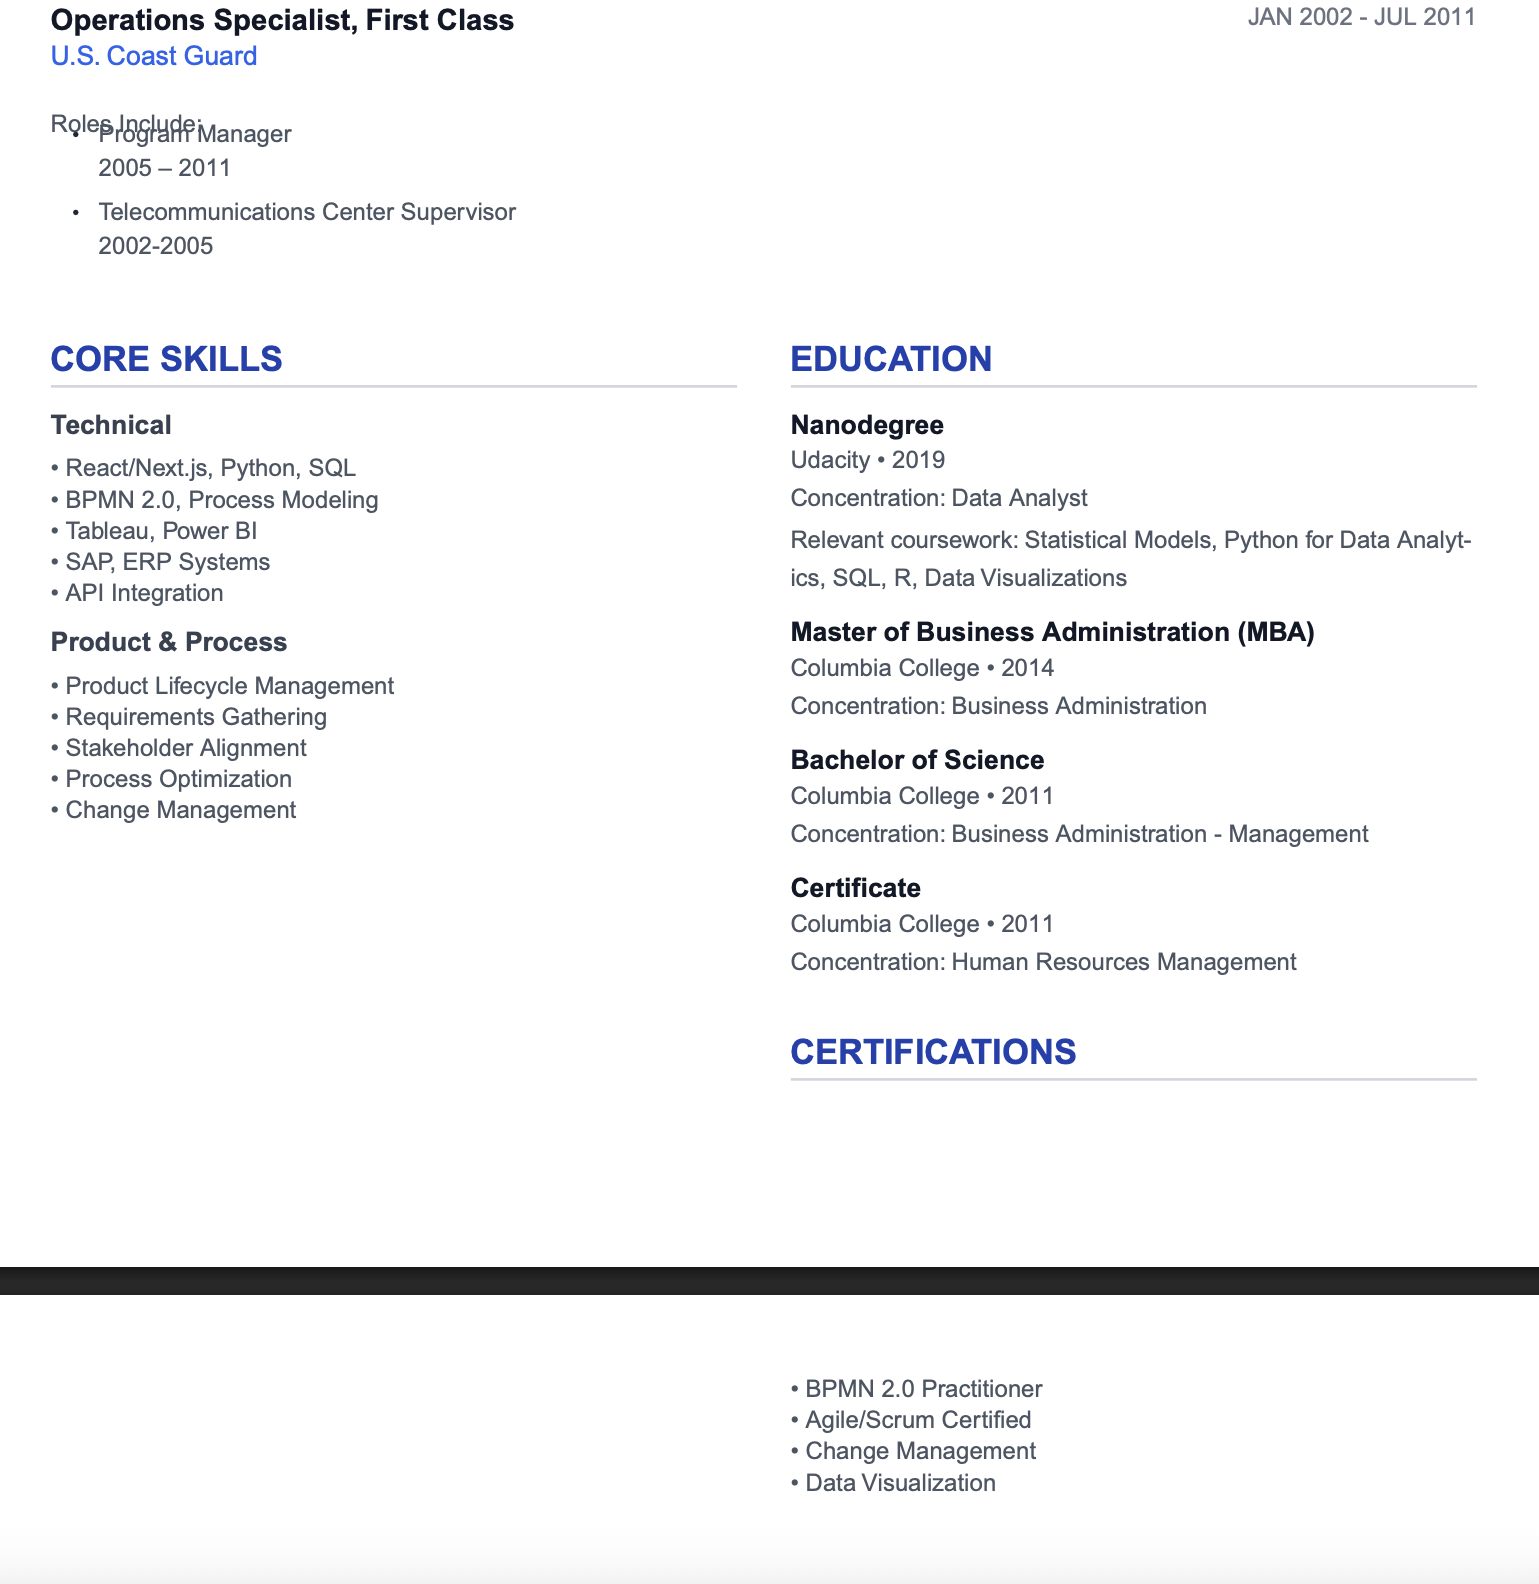 Operations Specialist, First Class
JAN 2002 - JUL 2011
U.S. Coast Guard
Roles Include:
• Program Manager
2005 – 2011
• Telecommunications Center Supervisor
2002-2005
CORE SKILLS
Technical
• React/Next.js, Python, SQL
• BPMN 2.0, Process Modeling
• Tableau, Power BI
• SAP, ERP Systems
• API Integration
Product & Process
• Product Lifecycle Management
• Requirements Gathering
• Stakeholder Alignment
• Process Optimization
• Change Management
EDUCATION
Nanodegree
Udacity • 2019
Concentration: Data Analyst
Relevant coursework: Statistical Models, Python for Data Analyt-
ics, SQL, R, Data Visualizations
Master of Business Administration (MBA)
Columbia College • 2014
Concentration: Business Administration
Bachelor of Science
Columbia College • 2011
Concentration: Business Administration - Management
Certificate
Columbia College • 2011
Concentration: Human Resources Management
CERTIFICATIONS
• BPMN 2.0 Practitioner
• Agile/Scrum Certified
• Change Management
• Data Visualization